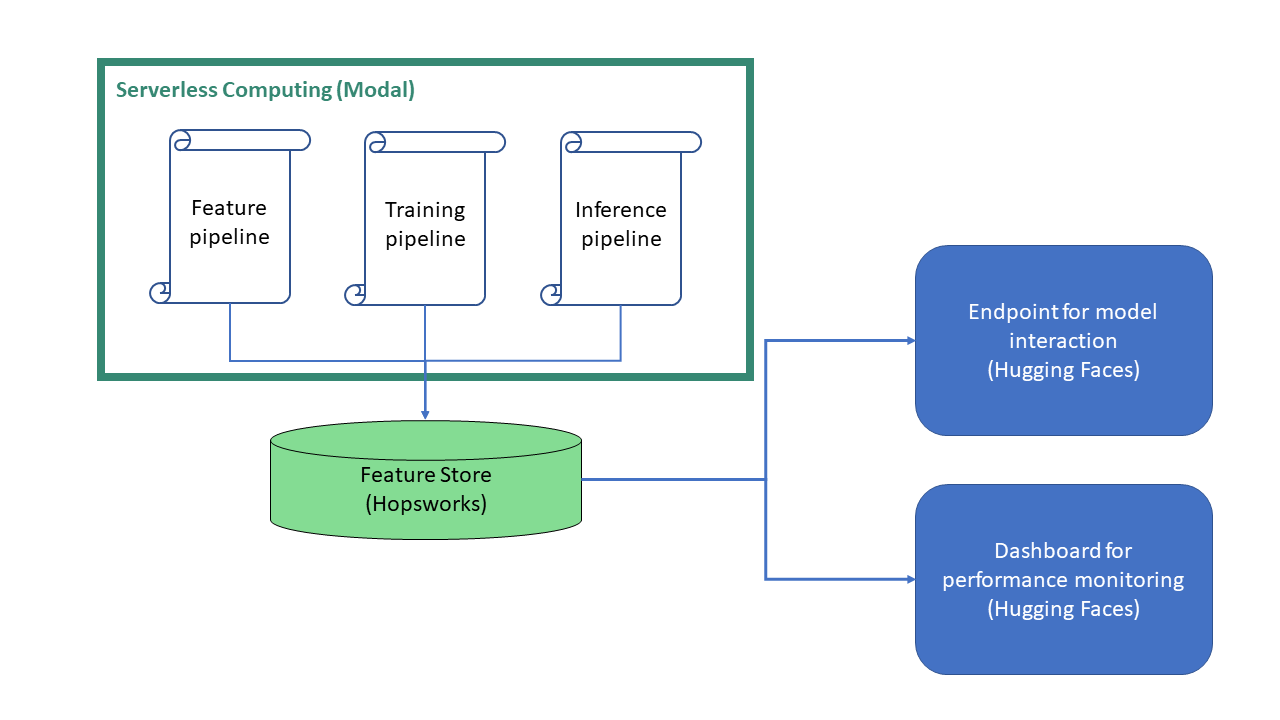 Serverless Computing (Modal)
Feature
pipeline
Training
pipeline
Inference
pipeline
Endpoint for model
interaction
(Hugging Faces)
Feature Store
(Hopsworks)
Dashboard for
performance monitoring
(Hugging Faces)